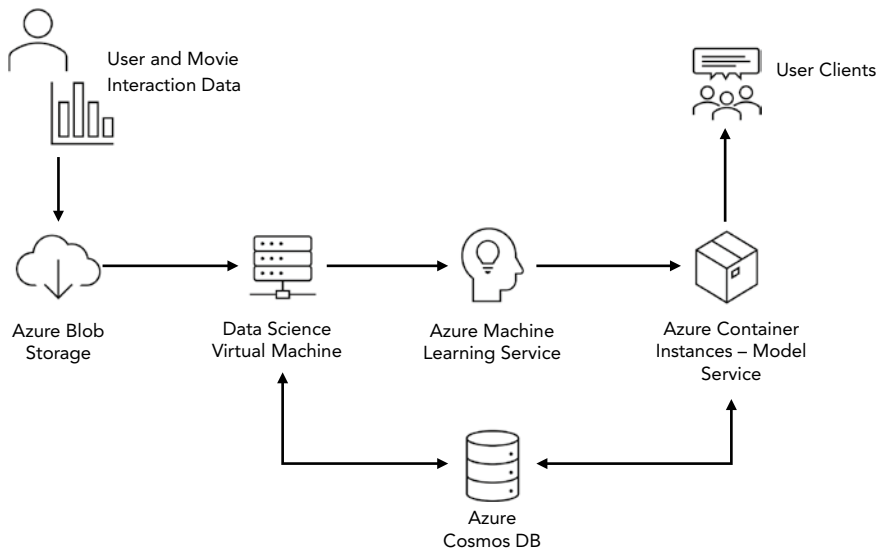 User and Movie
Interaction Data
User Clients
Azure Blob
Storage
Data Science
Virtual Machine
Azure Machine
Learning Service
Azure Container
Instances – Model
Service
Azure
Cosmos DB